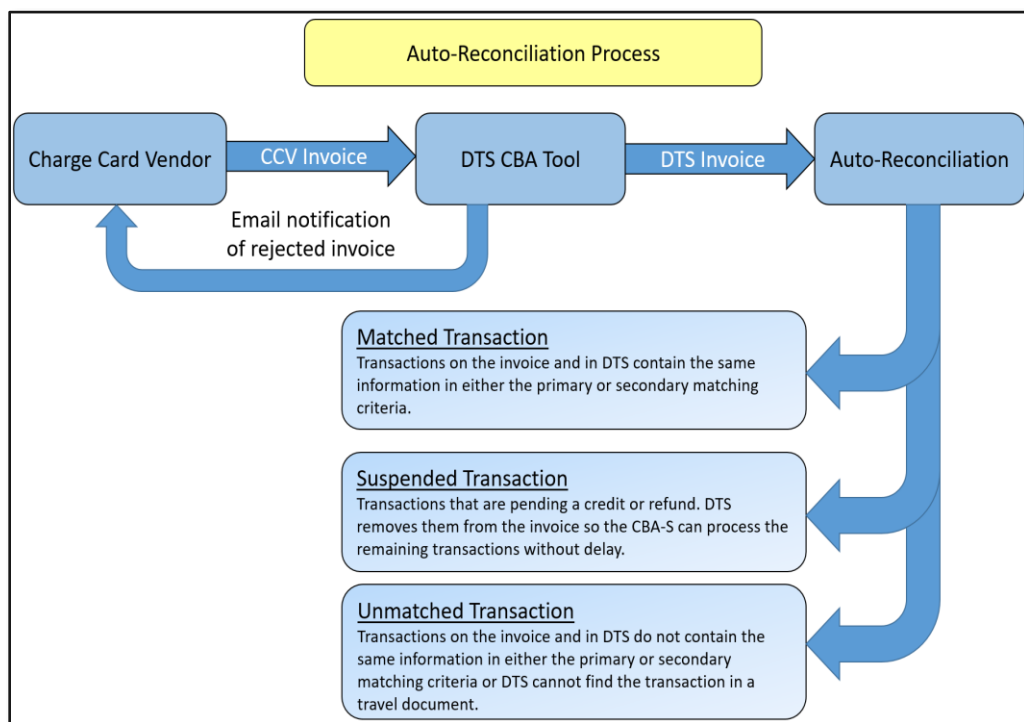 Auto-Reconciliation Process
Charge Card Vendor
CCV Invoice
DTS CBA Tool
DTS Invoice
Auto-Reconciliation
Email notification
of rejected invoice
Matched Transaction
Transactions on the invoice and in DTS contain the same
information in either the primary or secondary matching
criteria.
Suspended Transaction
Transactions that are pending a credit or refund. DTS
removes them from the invoice so the CBA-S can process the
remaining transactions without delay.
Unmatched Transaction
Transactions on the invoice and in DTS do not contain the
same information in either the primary or secondary
matching criteria or DTS cannot find the transaction in a
travel document.